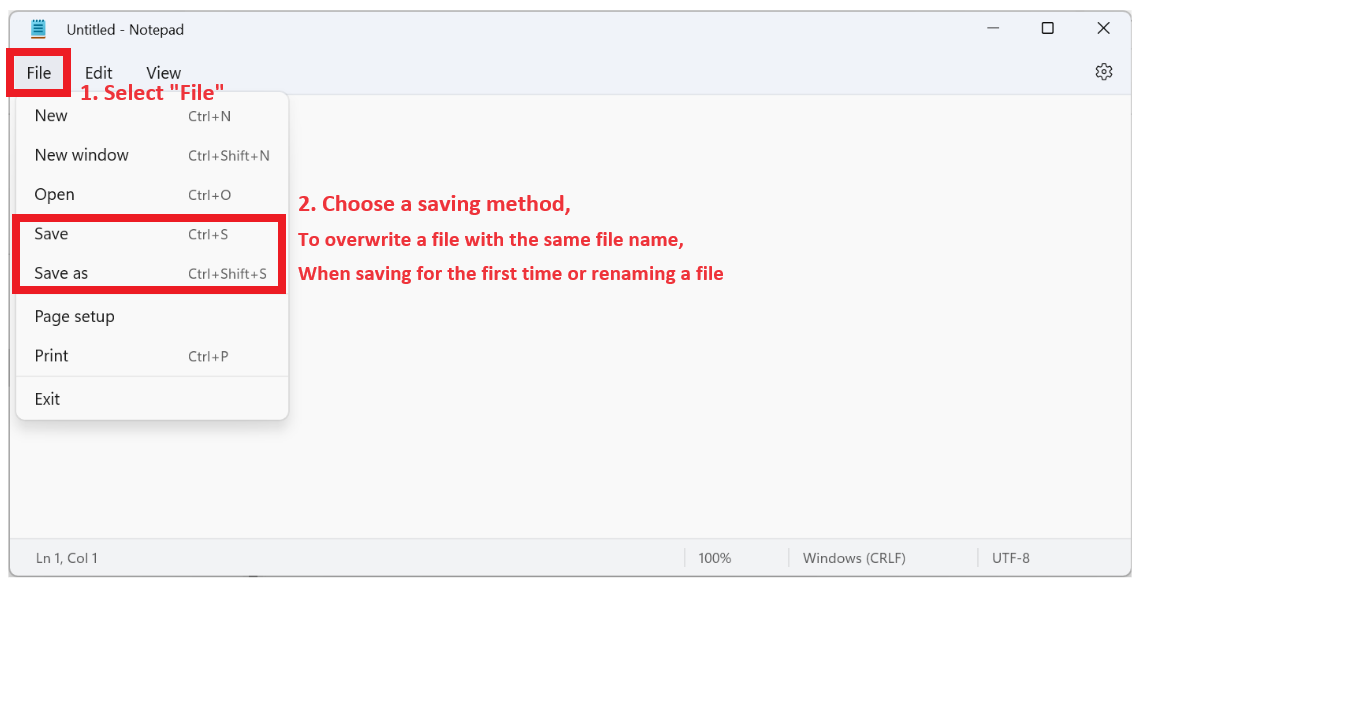 Untitled - Notepad
File Edit View
1. Select "File"
New Ctrl+N
New window Ctrl+Shift+N
Open Ctrl+O
2. Choose a saving method,
Save Ctrl+S
To overwrite a file with the same file name,
Save as Ctrl+Shift+S
When saving for the first time or renaming a file
Page setup
Print Ctrl+P
Exit
Ln 1, Col 1 100% Windows (CRLF) UTF-8